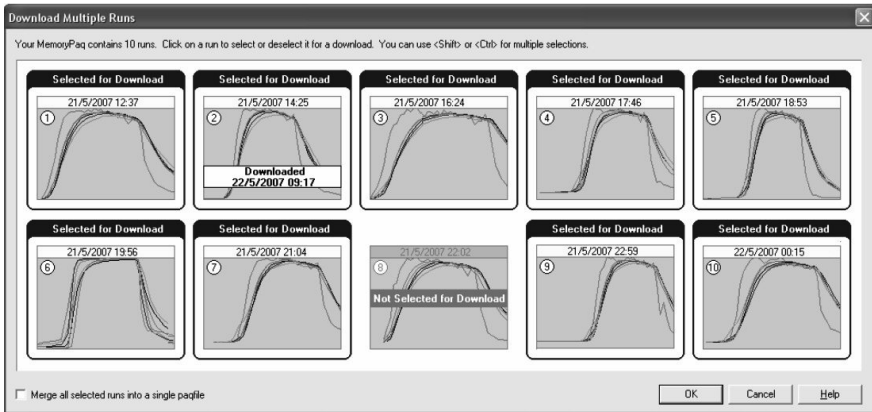 Download Multiple Runs
Your MemoryPaq contains 10 runs. Click on a run to select or deselect it for a download. You can use <Shift> or <Ctrl> for multiple selections.
Selected for Download
21/5/2007 12:37
1
Selected for Download
21/5/2007 14:25
2
Downloaded
22/5/2007 09:17
Selected for Download
21/5/2007 16:24
3
Selected for Download
21/5/2007 17:46
4
Selected for Download
21/5/2007 18:53
5
Selected for Download
21/5/2007 19:56
6
Selected for Download
21/5/2007 21:04
7
21/5/2007 22:02
8
Not Selected for Download
Selected for Download
21/5/2007 22:59
9
Selected for Download
22/5/2007 00:15
10
Merge all selected runs into a single paqfile
OK
Cancel
Help